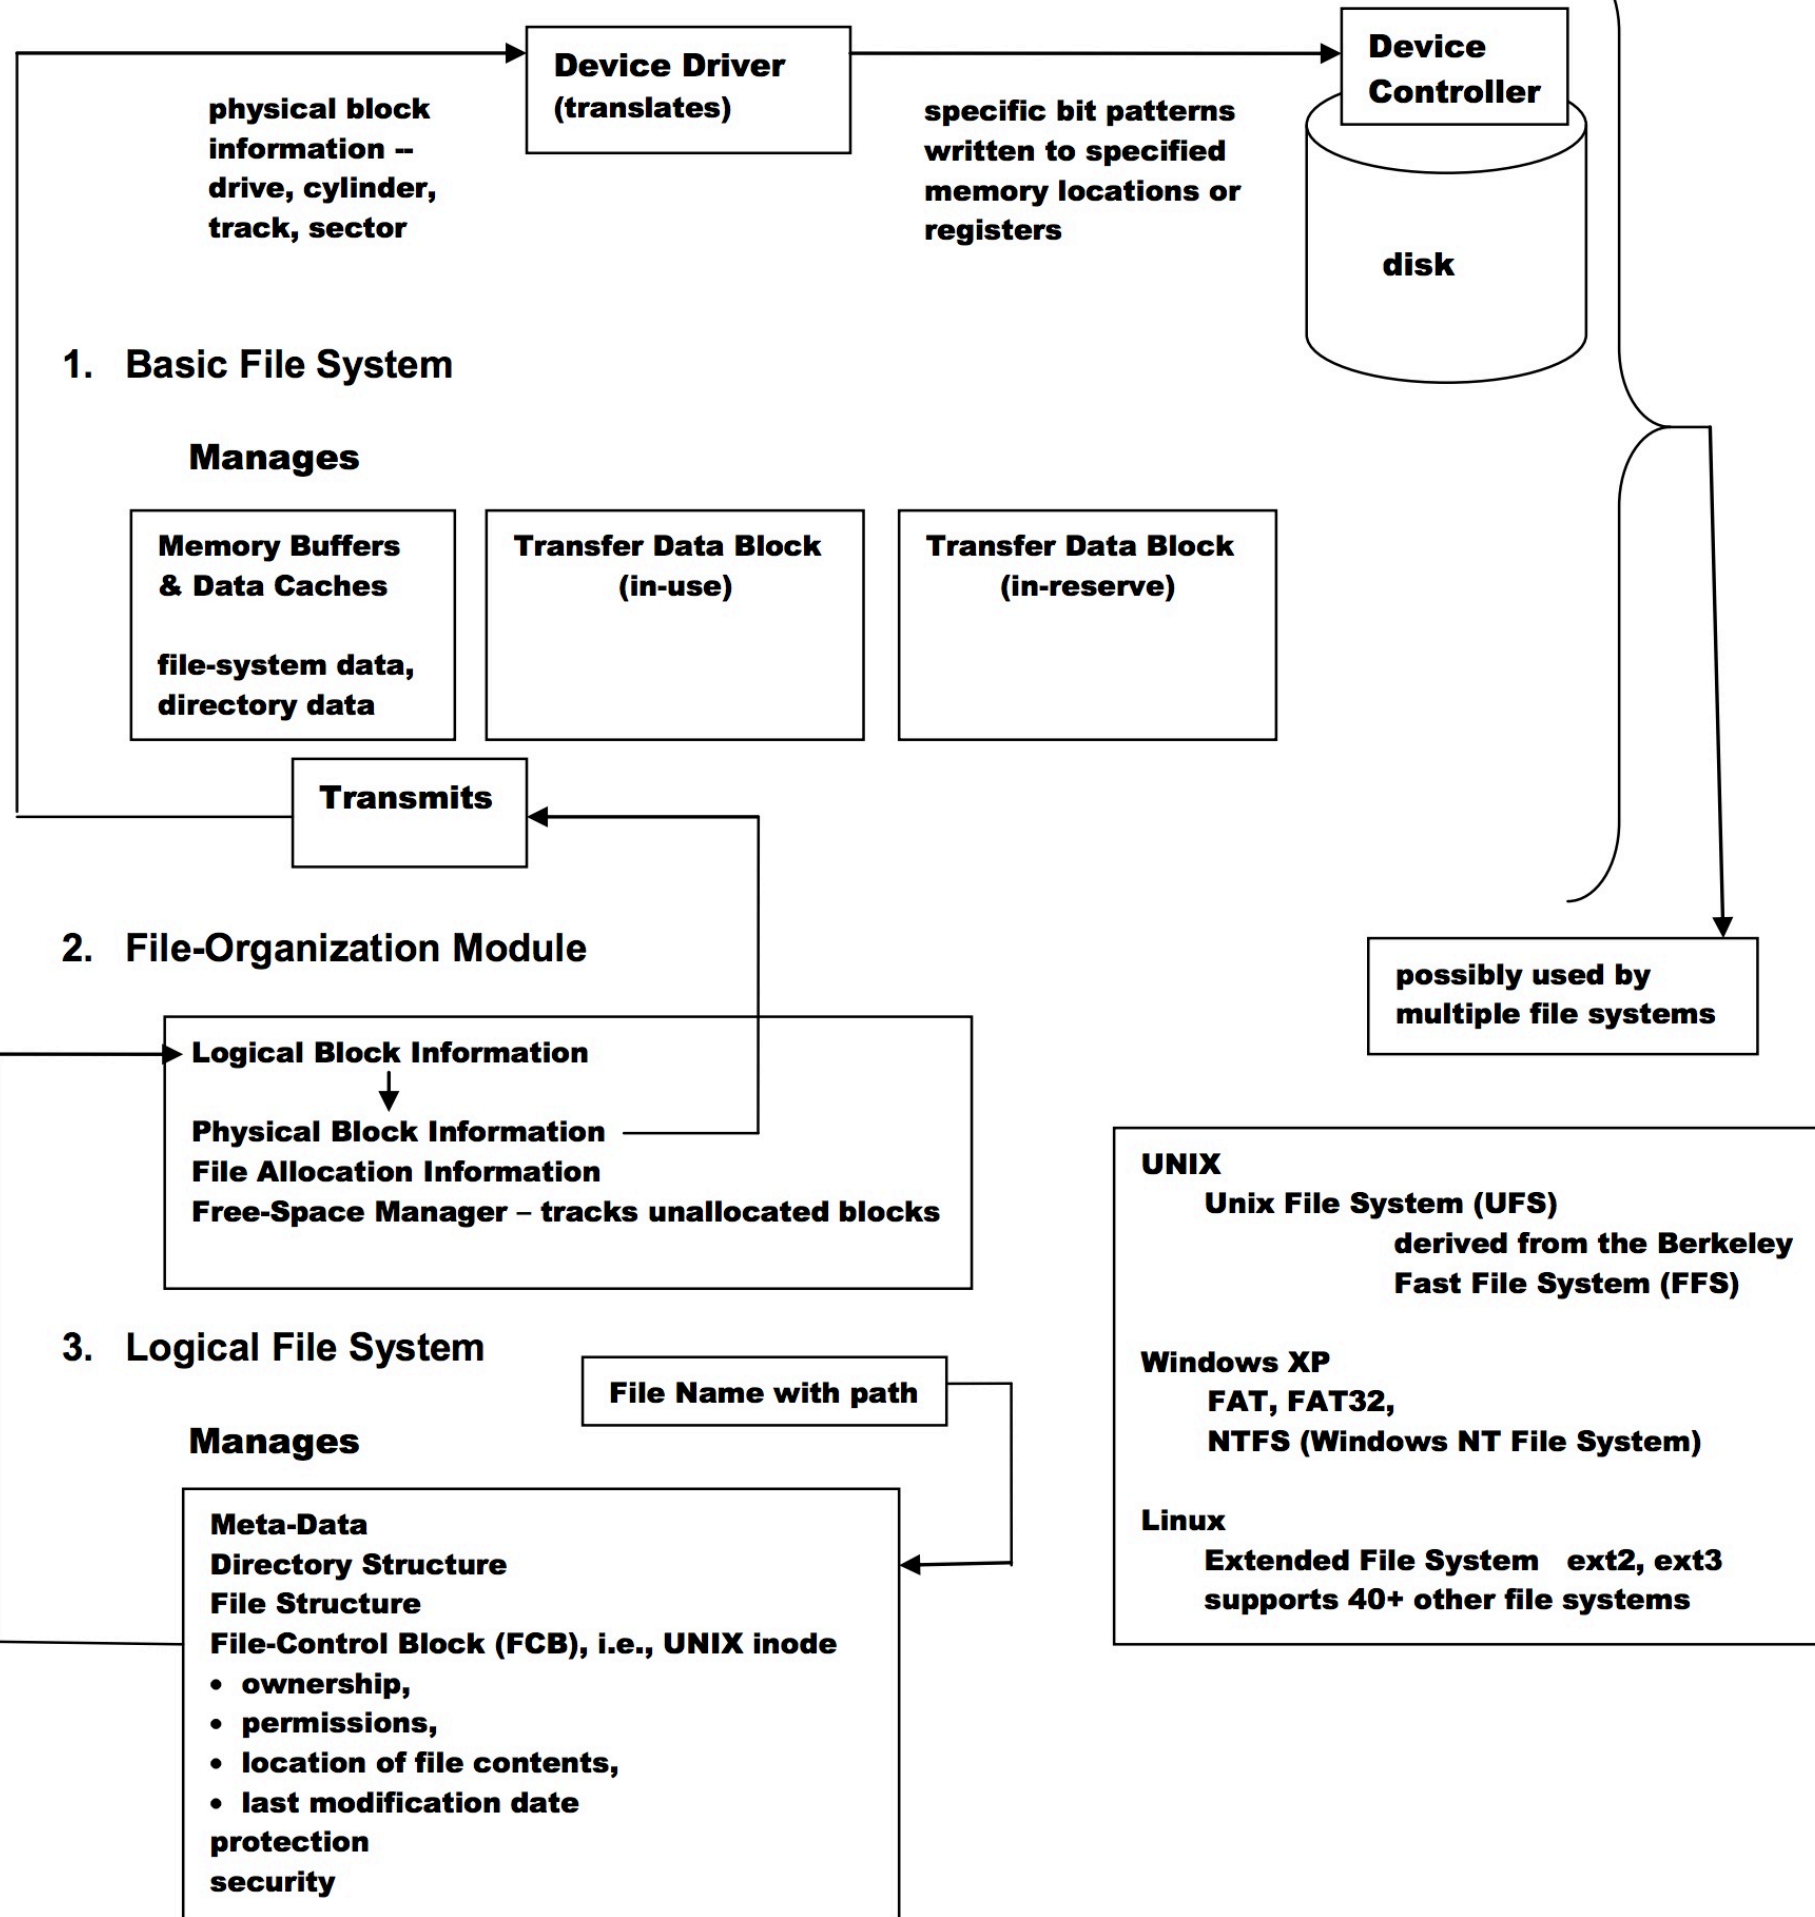 Device Driver
(translates)
Device
Controller
physical block
information --
drive, cylinder,
track, sector
specific bit patterns
written to specified
memory locations or
registers
disk
1. Basic File System
Manages
Memory Buffers
& Data Caches
file-system data,
directory data
Transfer Data Block
(in-use)
Transfer Data Block
(in-reserve)
Transmits
2. File-Organization Module
possibly used by
multiple file systems
Logical Block Information
Physical Block Information
File Allocation Information
Free-Space Manager – tracks unallocated blocks
UNIX
Unix File System (UFS)
derived from the Berkeley
Fast File System (FFS)
Windows XP
FAT, FAT32,
NTFS (Windows NT File System)
Linux
Extended File System ext2, ext3
supports 40+ other file systems
3. Logical File System
File Name with path
Manages
Meta-Data
Directory Structure
File Structure
File-Control Block (FCB), i.e., UNIX inode
• ownership,
• permissions,
• location of file contents,
• last modification date
protection
security